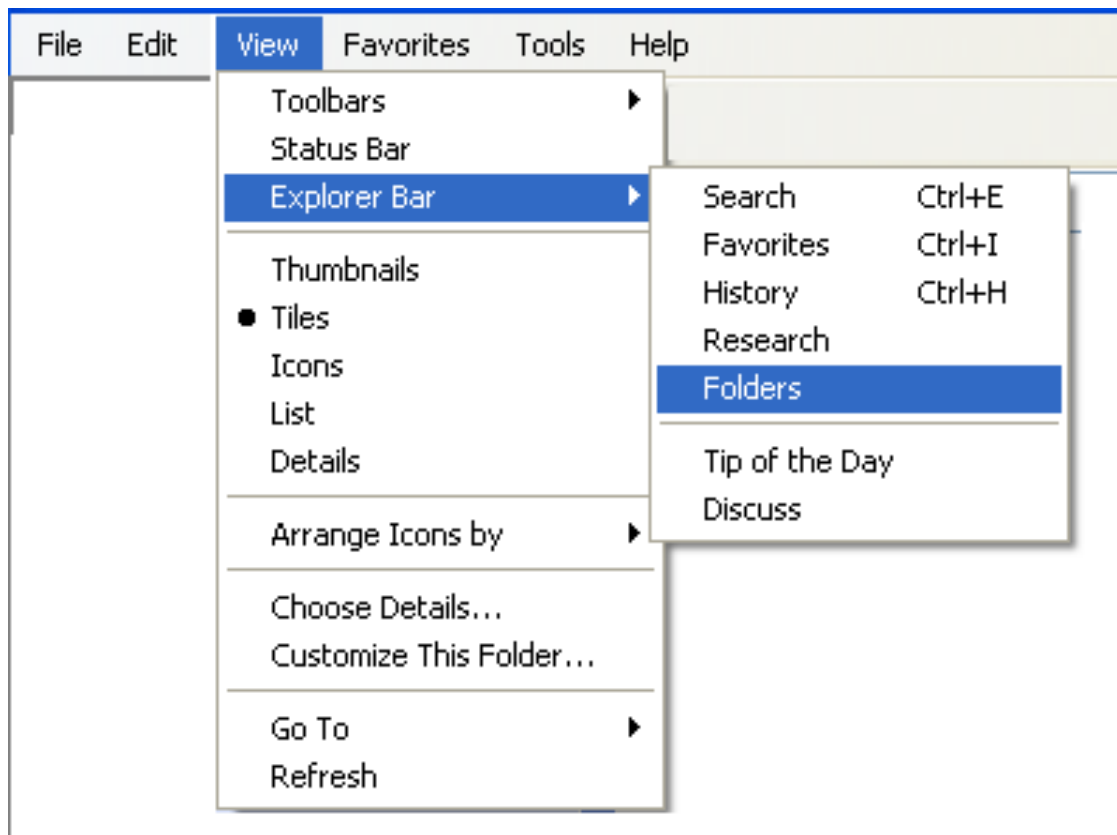 File Edit View Favorites Tools Help
Toolbars
Status Bar
Explorer Bar
Thumbnails
Tiles
Icons
List
Details
Arrange Icons by
Choose Details...
Customize This Folder...
Go To
Refresh
Search Ctrl+E
Favorites Ctrl+I
History Ctrl+H
Research
Folders
Tip of the Day
Discuss